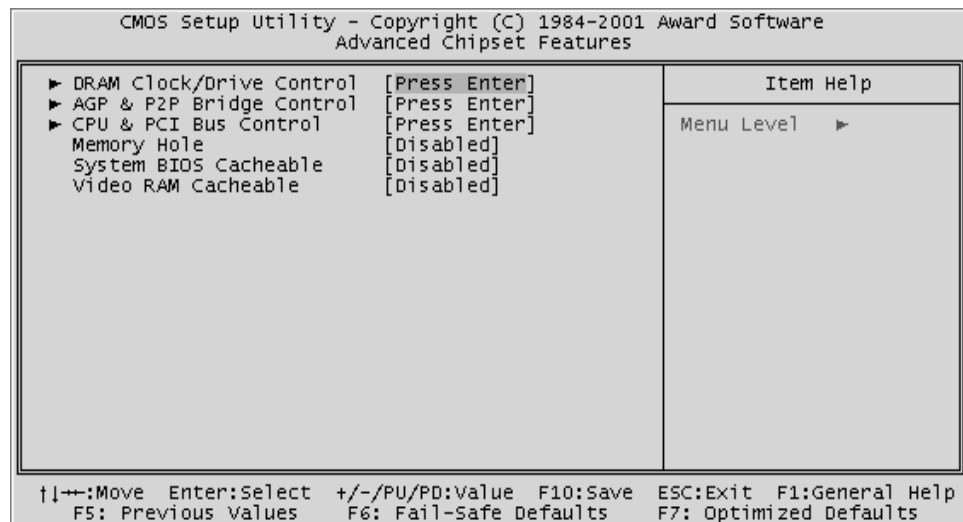 CMOS Setup Utility - Copyright (C) 1984-2001 Award Software
Advanced Chipset Features
► DRAM Clock/Drive Control [Press Enter]
► AGP & P2P Bridge Control [Press Enter]
► CPU & PCI Bus Control [Press Enter]
Memory Hole [Disabled]
System BIOS Cacheable [Disabled]
Video RAM Cacheable [Disabled]
Item Help
Menu Level ►
↑↓→←:Move Enter:Select +/-/PU/PD:Value F10:Save ESC:Exit F1:General Help
F5: Previous Values F6: Fail-Safe Defaults F7: Optimized Defaults